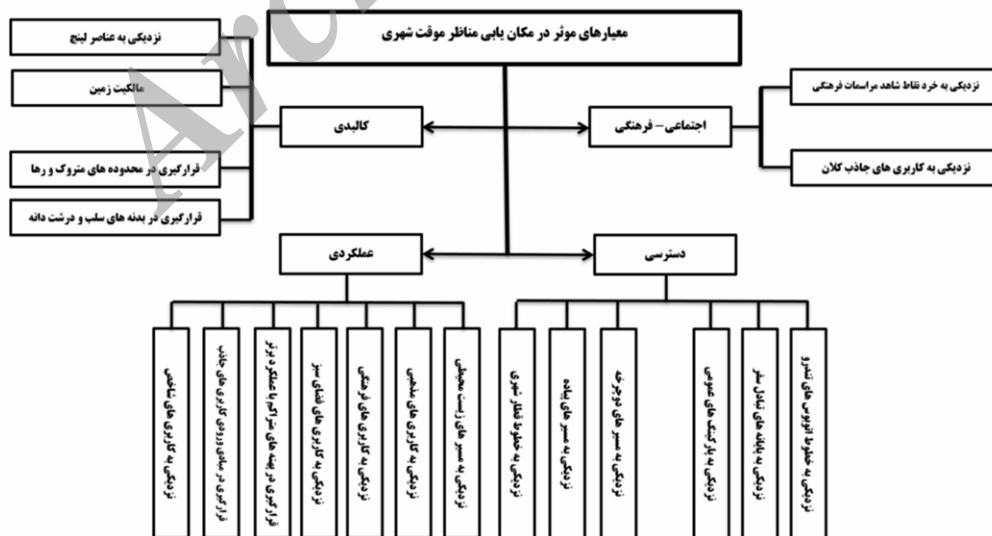 معیارهای موثر در مکان یابی مناظر موقت شهری
اجتماعی - فرهنگی
نزدیکی به خرد نقاط شاهد مراسمات فرهنگی
نزدیکی به کاربری های جاذب کلان
کالبدی
نزدیکی به عناصر لینچ
مالکیت زمین
قرارگیری در محدوده های متروک و رها
قرارگیری در بدنه های سلب و درشت دانه
دسترسی
نزدیکی به خطوط اتوبوس های تندرو
نزدیکی به پایانه های تبادل سفر
نزدیکی به پارکینگ های عمومی
نزدیکی به مسیر های دوچرخه
نزدیکی به مسیر های پیاده
نزدیکی به خطوط قطار شهری
عملکردی
نزدیکی به مسیر های زیست محیطی
نزدیکی به کاربری های مذهبی
نزدیکی به کاربری های فرهنگی
نزدیکی به کاربری های فضای سبز
قرارگیری در پهنه های متراکم با عملکرد برتر
قرارگیری در مبادی ورودی کاربری های جاذب
نزدیکی به کاربری های شاخص
Arc